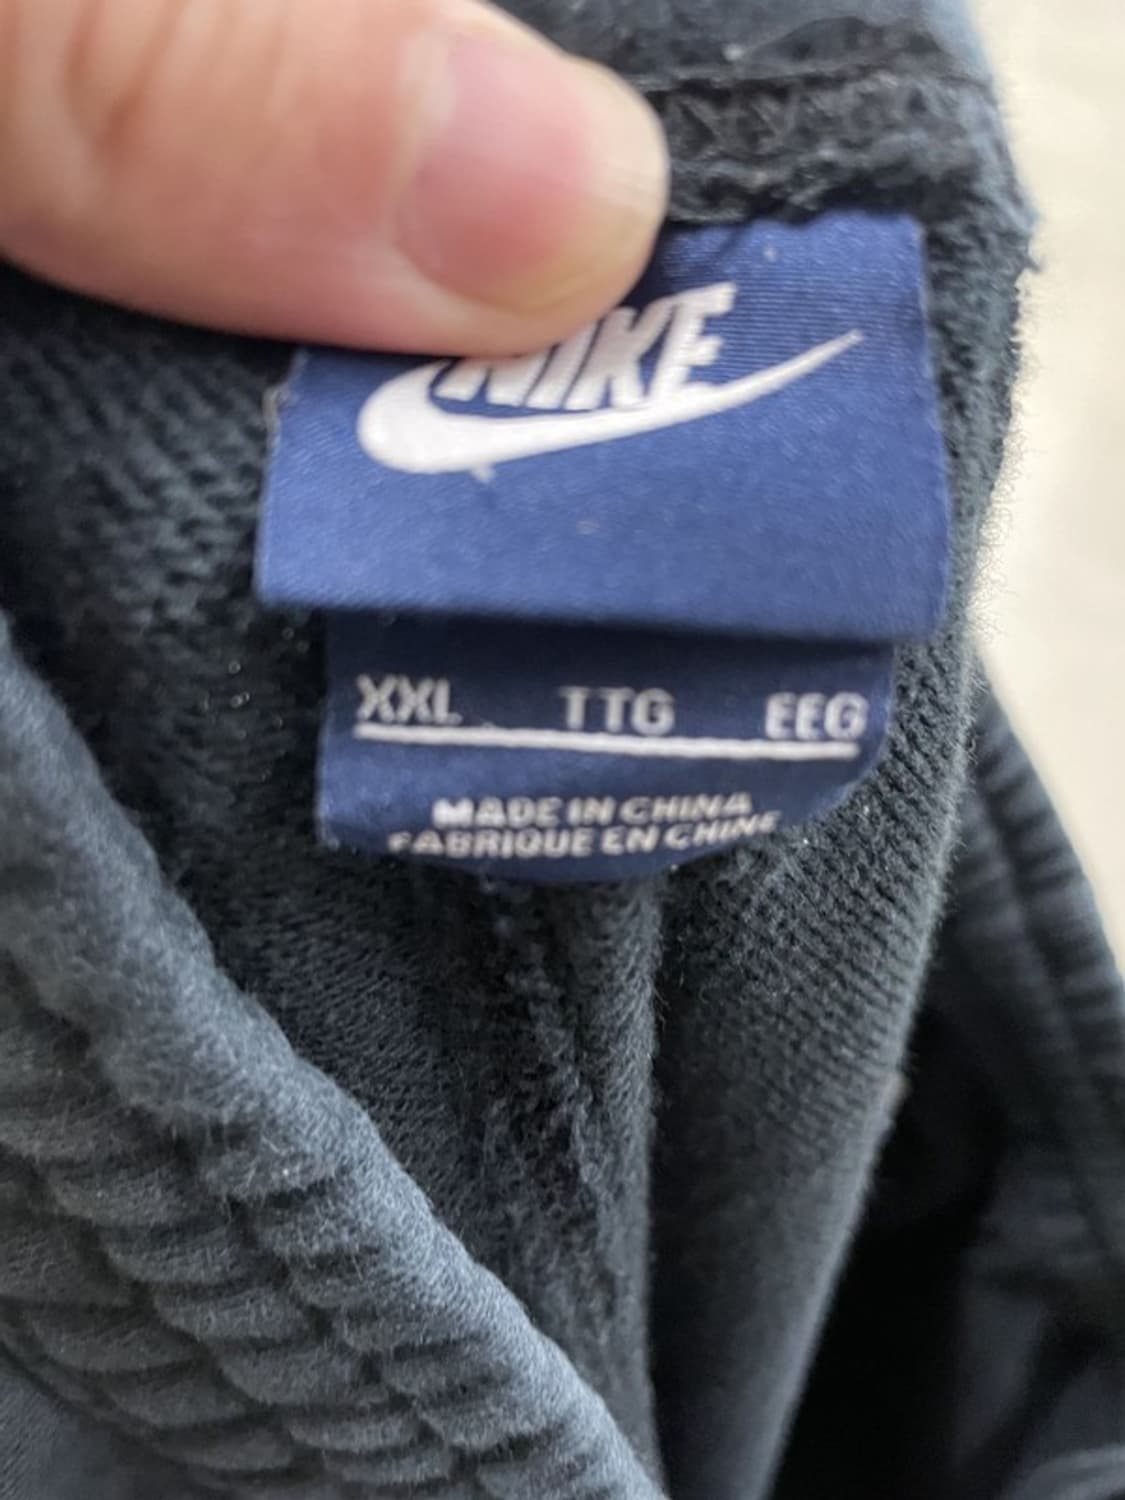 NIKE
XXL TTG EEG
MADE IN CHINA
FABRIQUE EN CHINE